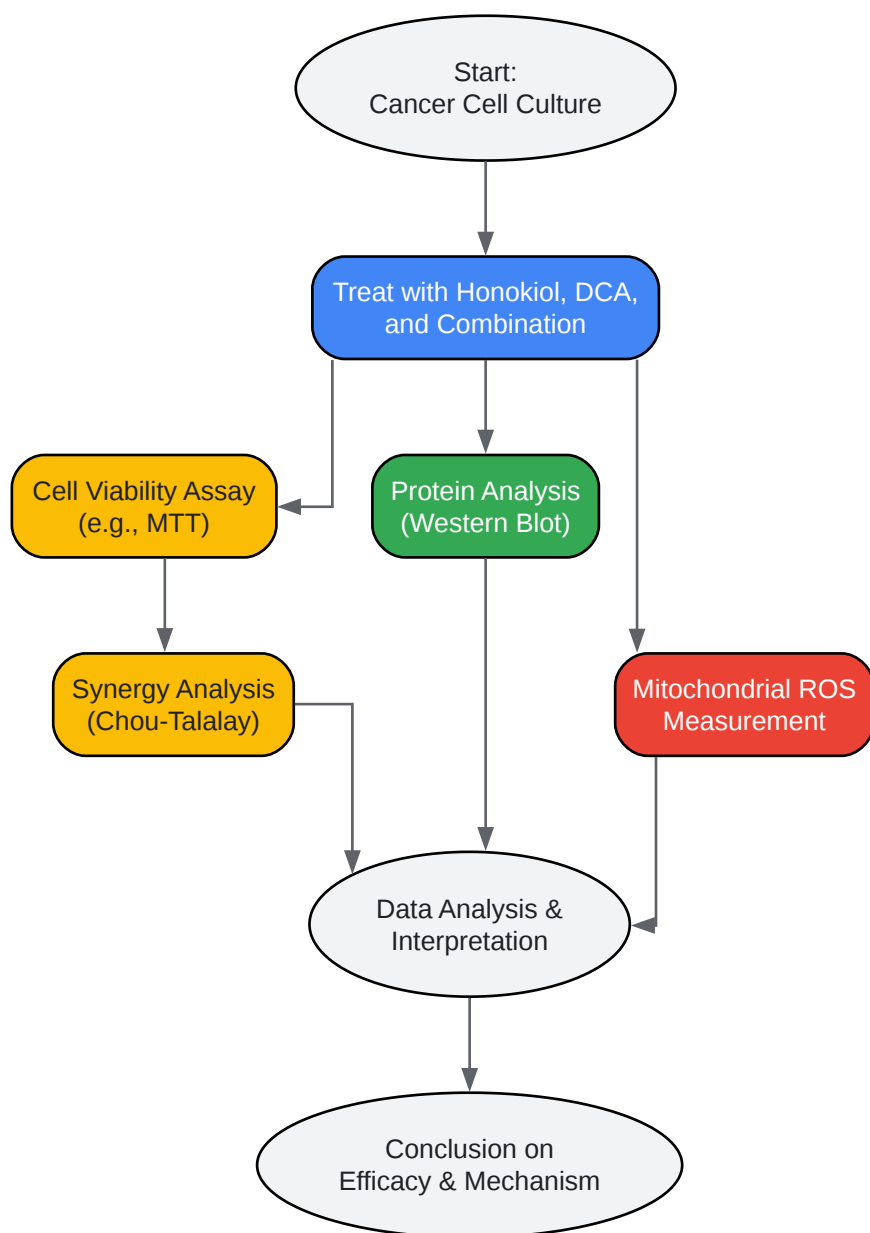 Start:
Cancer Cell Culture
Treat with Honokiol, DCA,
and Combination
Cell Viability Assay
(e.g., MTT)
Protein Analysis
(Western Blot)
Synergy Analysis
(Chou-Talalay)
Mitochondrial ROS
Measurement
Data Analysis &
Interpretation
Conclusion on
Efficacy & Mechanism